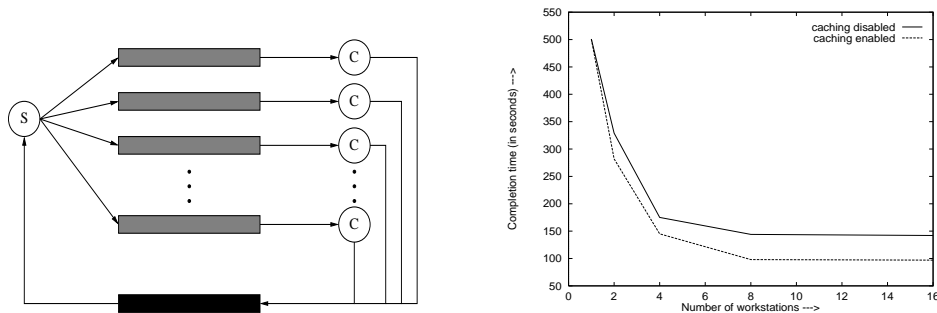 S
C
C
C
C
550
500
450
400
350
300
250
200
150
100
50
Completion time (in seconds) --->
caching disabled
caching enabled
0 2 4 6 8 10 12 14 16
Number of workstations --->